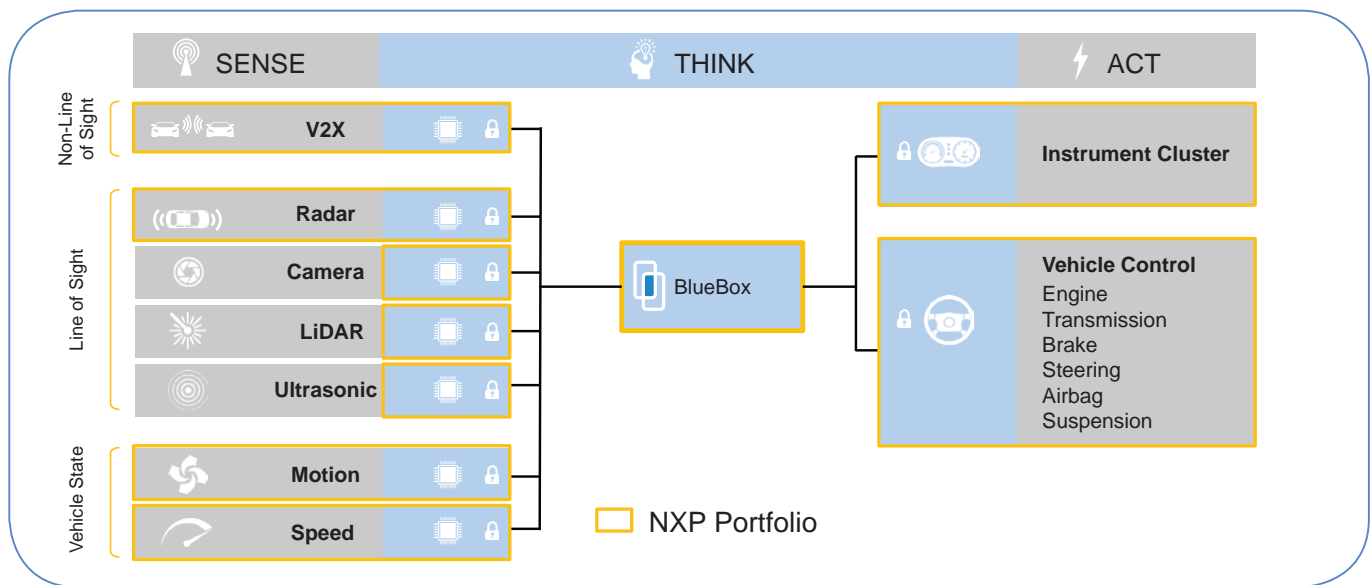 SENSE
THINK
ACT
Non-Line
of Sight
V2X
Line of Sight
Radar
Camera
LiDAR
Ultrasonic
Vehicle State
Motion
Speed
BlueBox
Instrument Cluster
Vehicle Control
Engine
Transmission
Brake
Steering
Airbag
Suspension
NXP Portfolio